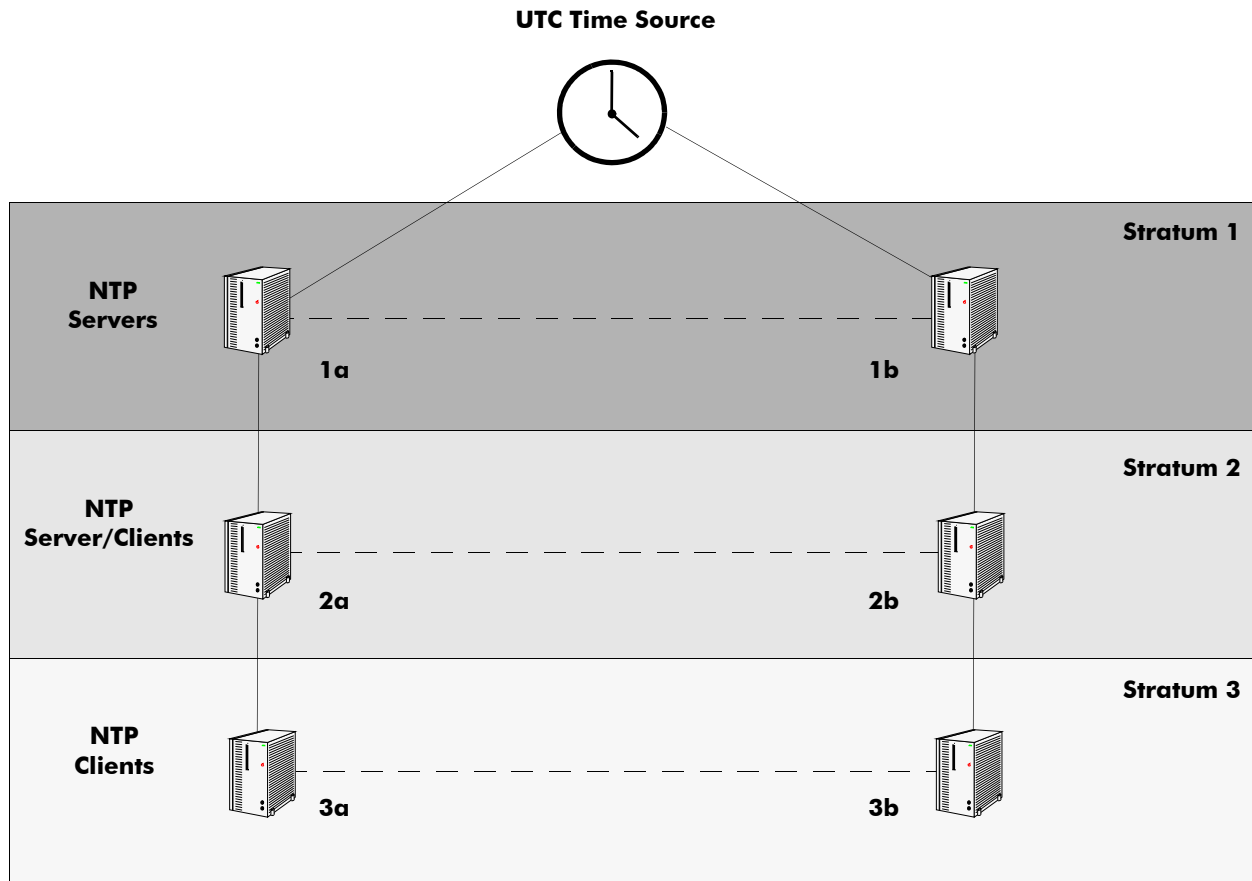 UTC Time Source
Stratum 1
NTP
Servers
1a
1b
Stratum 2
NTP
Server/Clients
2a
2b
Stratum 3
NTP
Clients
3a
3b